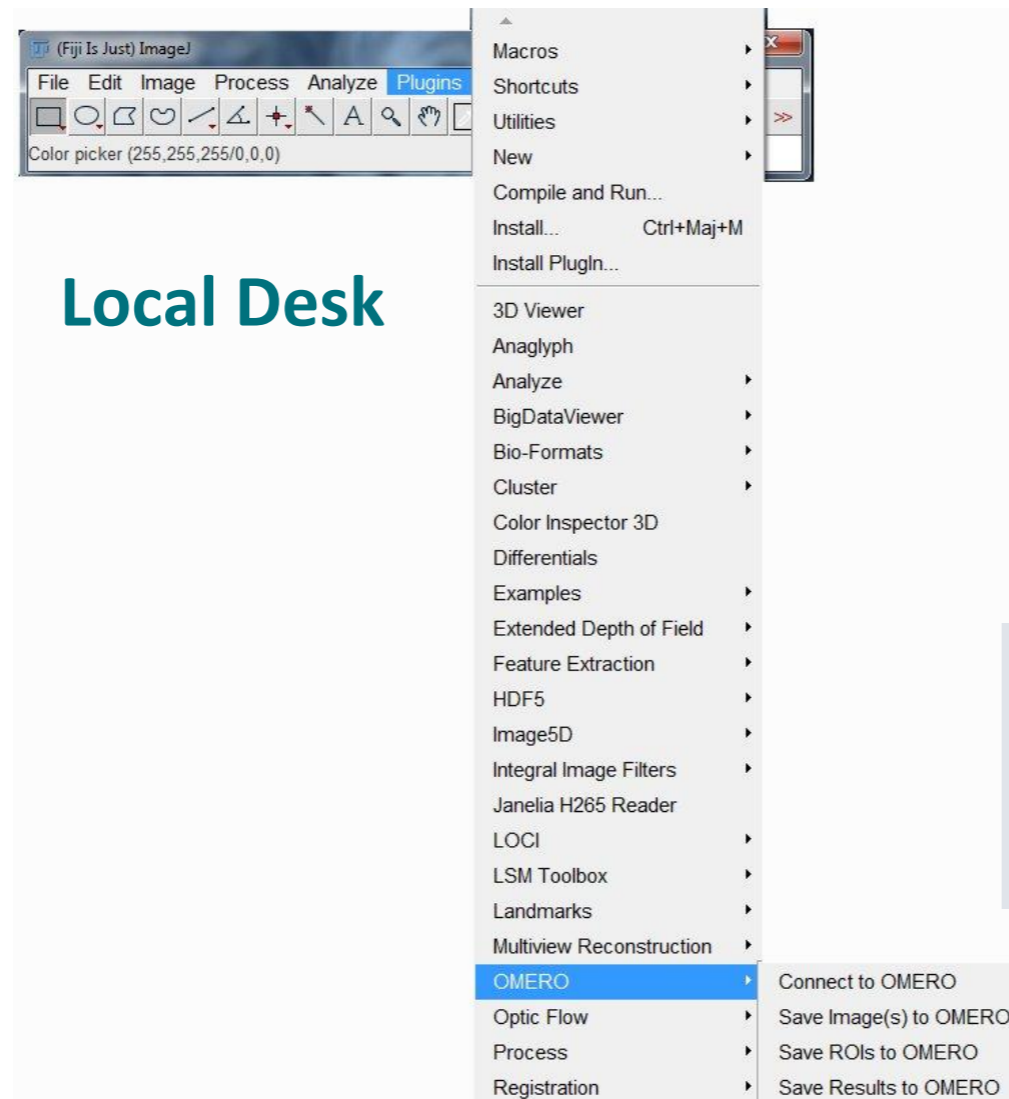 (Fiji Is Just) ImageJ
File Edit Image Process Analyze Plugins
Color picker (255,255,255/0,0,0)
Local Desk
Macros
Shortcuts
Utilities
New
Compile and Run...
Install... Ctrl+Maj+M
Install PlugIn...
3D Viewer
Anaglyph
Analyze
BigDataViewer
Bio-Formats
Cluster
Color Inspector 3D
Differentials
Examples
Extended Depth of Field
Feature Extraction
HDF5
Image5D
Integral Image Filters
Janelia H265 Reader
LOCI
LSM Toolbox
Landmarks
Multiview Reconstruction
OMERO
Optic Flow
Process
Registration
Connect to OMERO
Save Image(s) to OMERO
Save ROIs to OMERO
Save Results to OMERO